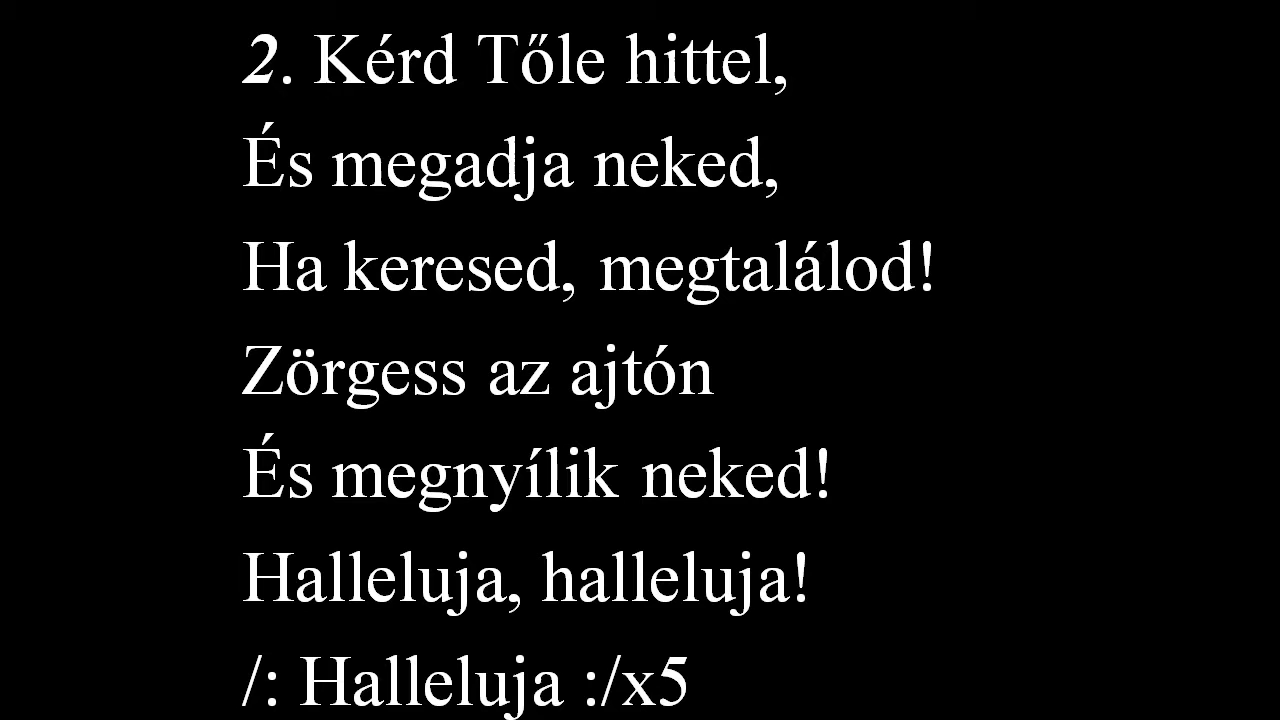 2. Kérd Tőle hittel,
És megadja neked,
Ha keresed, megtalálod!
Zörgess az ajtón
És megnyílik neked!
Halleluja, halleluja!
/: Halleluja :/x5